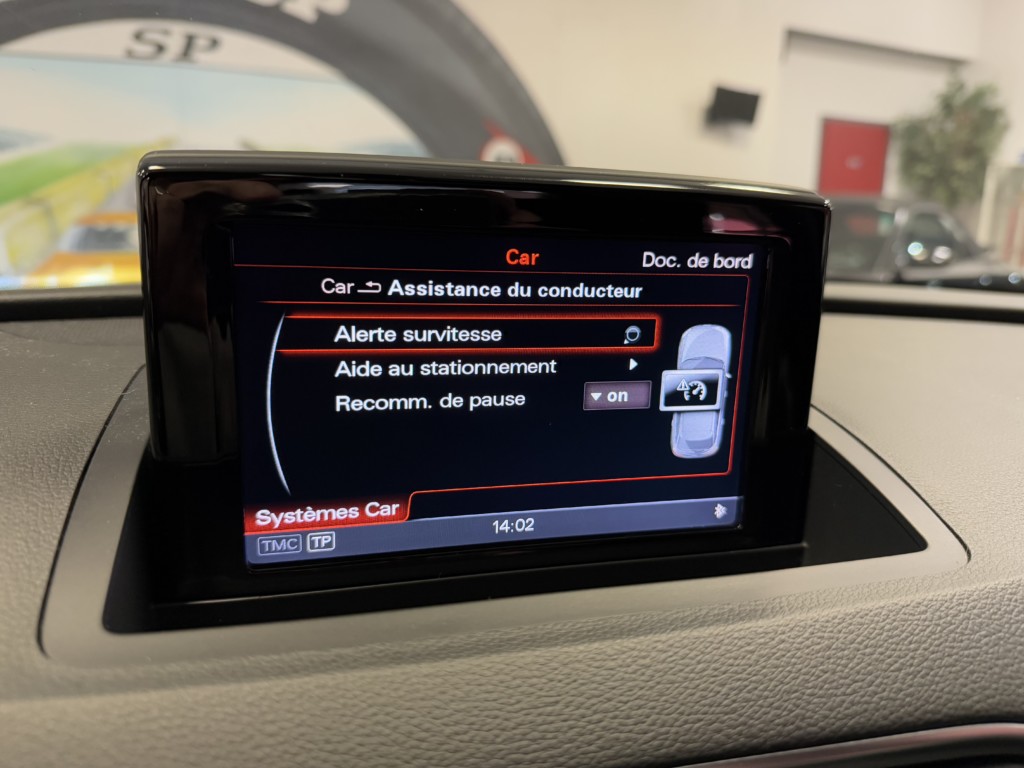 SP
SP
Car
Doc. de bord
Car Assistance du conducteur
Alerte survitesse
Aide au stationnement
Recomm. de pause
on
Systèmes Car
14:02
TMC TP